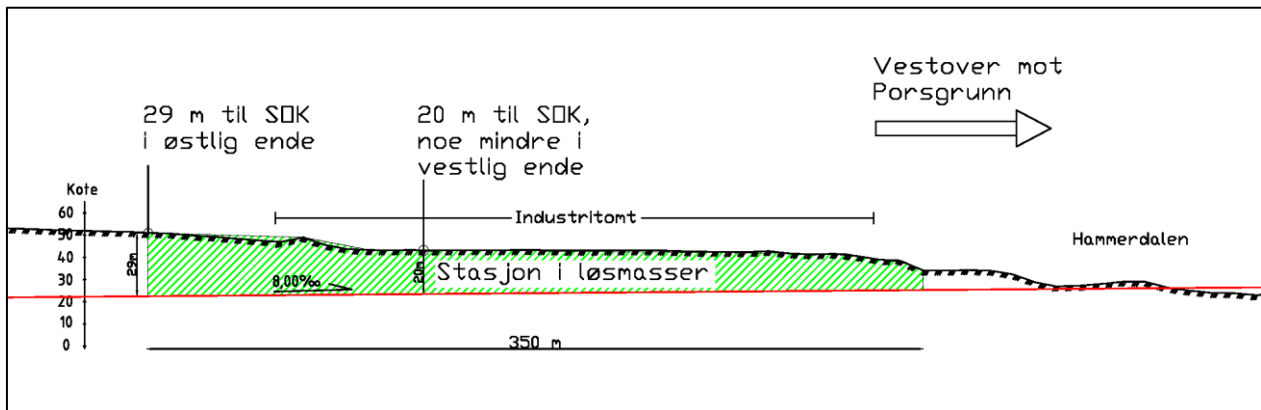 Vestover mot
Porsgrunn
29 m til SOK
i østlig ende
20 m til SOK,
noe mindre i
vestlig ende
Kote
60
50
40
30
20
10
0
Industritomt
Hammerdalen
29m
20m
Stasjon i løsmasser
8,00‰
350 m